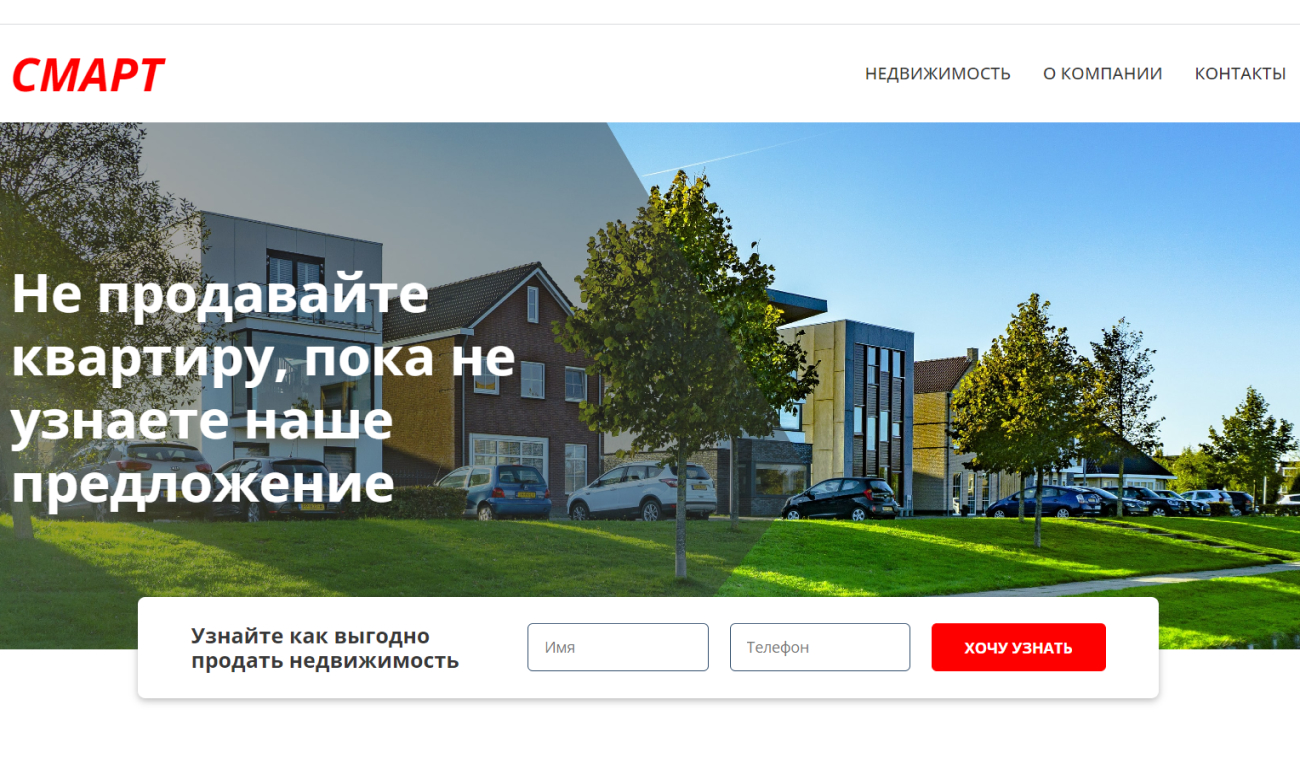 СМАРТ
НЕДВИЖИМОСТЬ
О КОМПАНИИ
КОНТАКТЫ
Не продавайте
квартиру, пока не
узнаете наше
предложение
Узнайте как выгодно
продать недвижимость
Имя
Телефон
ХОЧУ УЗНАТЬ